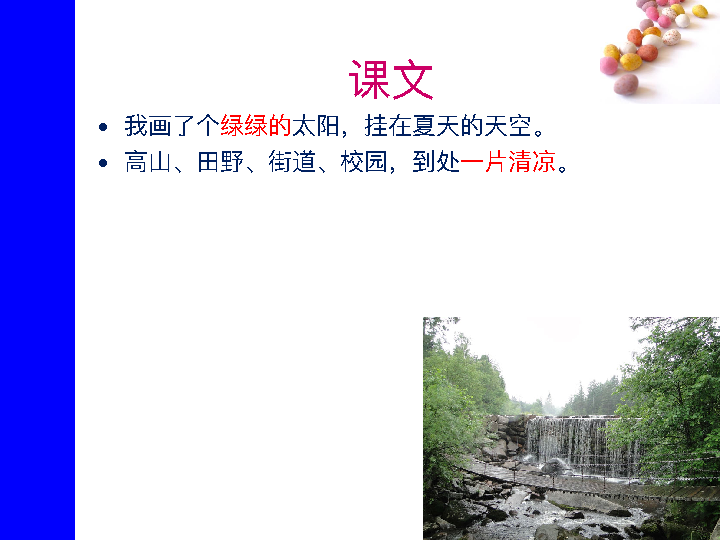 课文
• 我画了个绿绿的太阳，挂在夏天的天空。
• 高山、田野、街道、校园，到处一片清凉。